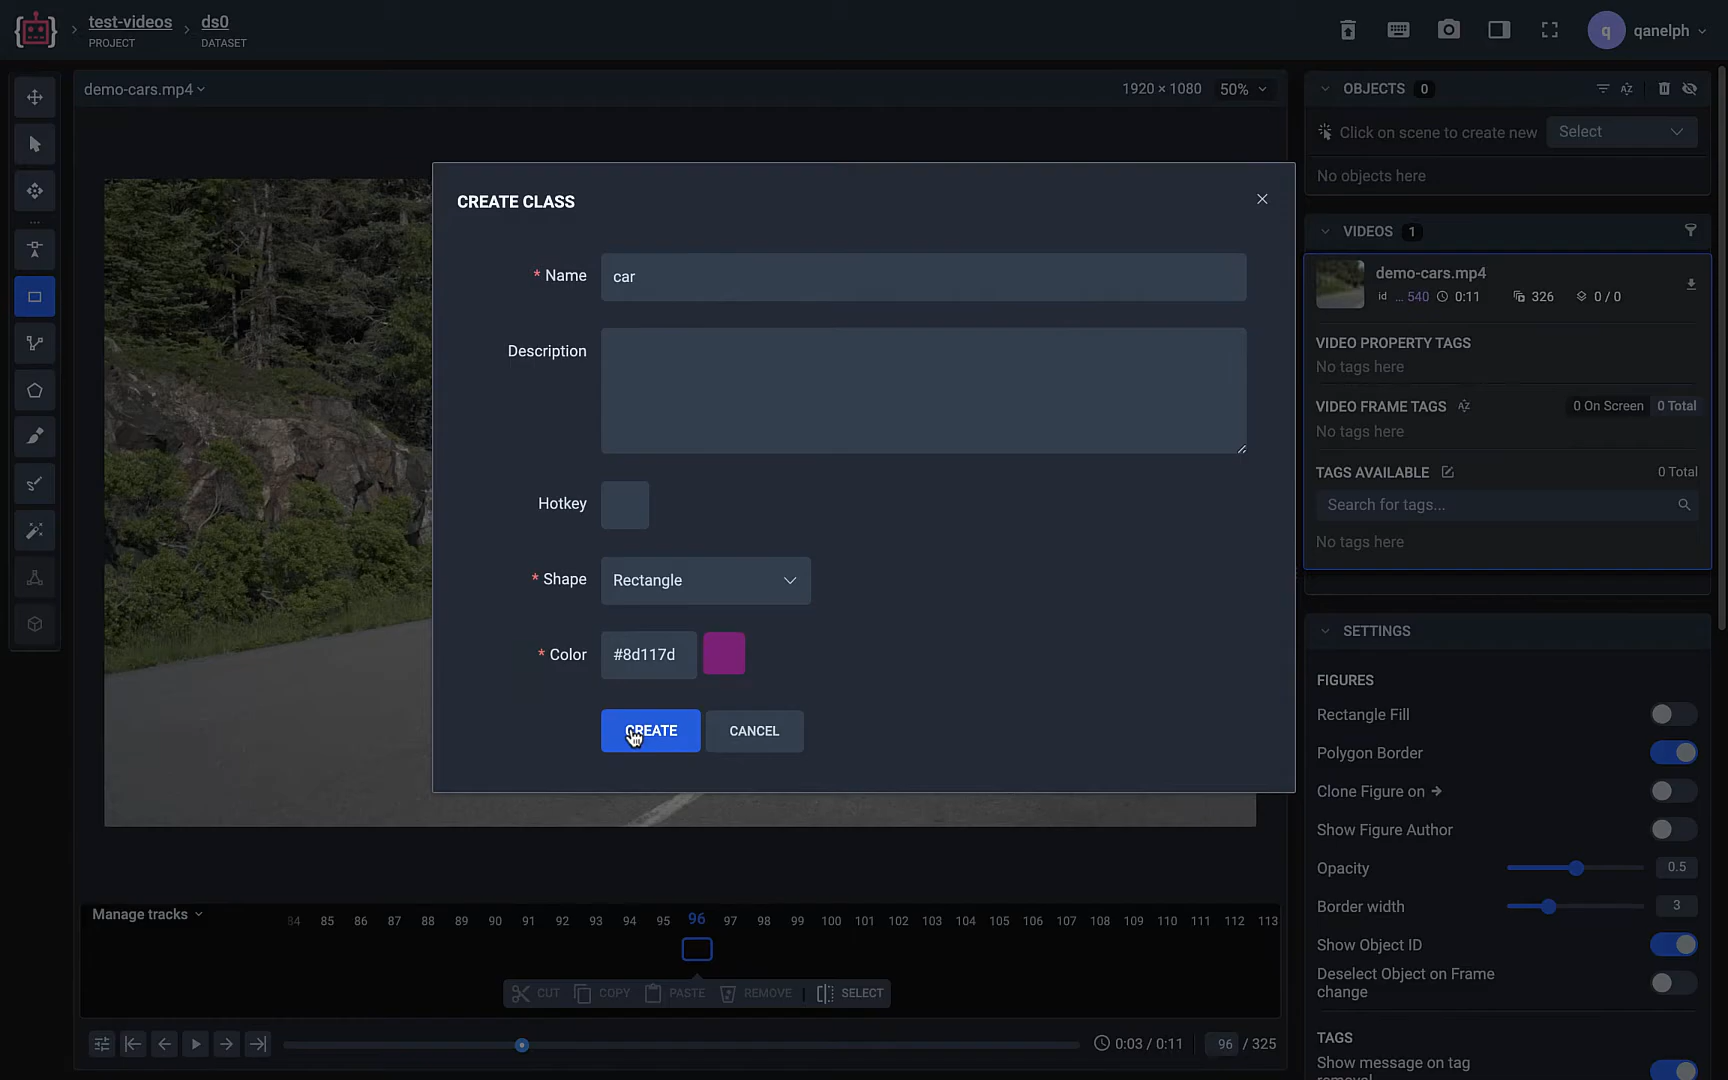 test-videos
PROJECT
ds0
DATASET
q
qanelph
demo-cars.mp4
1920 × 1080
50%
CREATE CLASS
* Name
car
Description
Hotkey
* Shape
Rectangle
* Color
#8d117d
CREATE
CANCEL
OBJECTS 0
Click on scene to create new
Select
No objects here
VIDEOS 1
demo-cars.mp4
id ... 540 0:11 326 0 / 0
VIDEO PROPERTY TAGS
No tags here
VIDEO FRAME TAGS
0 On Screen 0 Total
No tags here
TAGS AVAILABLE
0 Total
Search for tags...
No tags here
SETTINGS
FIGURES
Rectangle Fill
Polygon Border
Clone Figure on →
Show Figure Author
Opacity 0.5
Border width 3
Show Object ID
Deselect Object on Frame
change
TAGS
Show message on tag
removal
Manage tracks
84 85 86 87 88 89 90 91 92 93 94 95 96 97 98 99 100 101 102 103 104 105 106 107 108 109 110 111 112 113
CUT COPY PASTE REMOVE SELECT
0:03 / 0:11 96 / 325